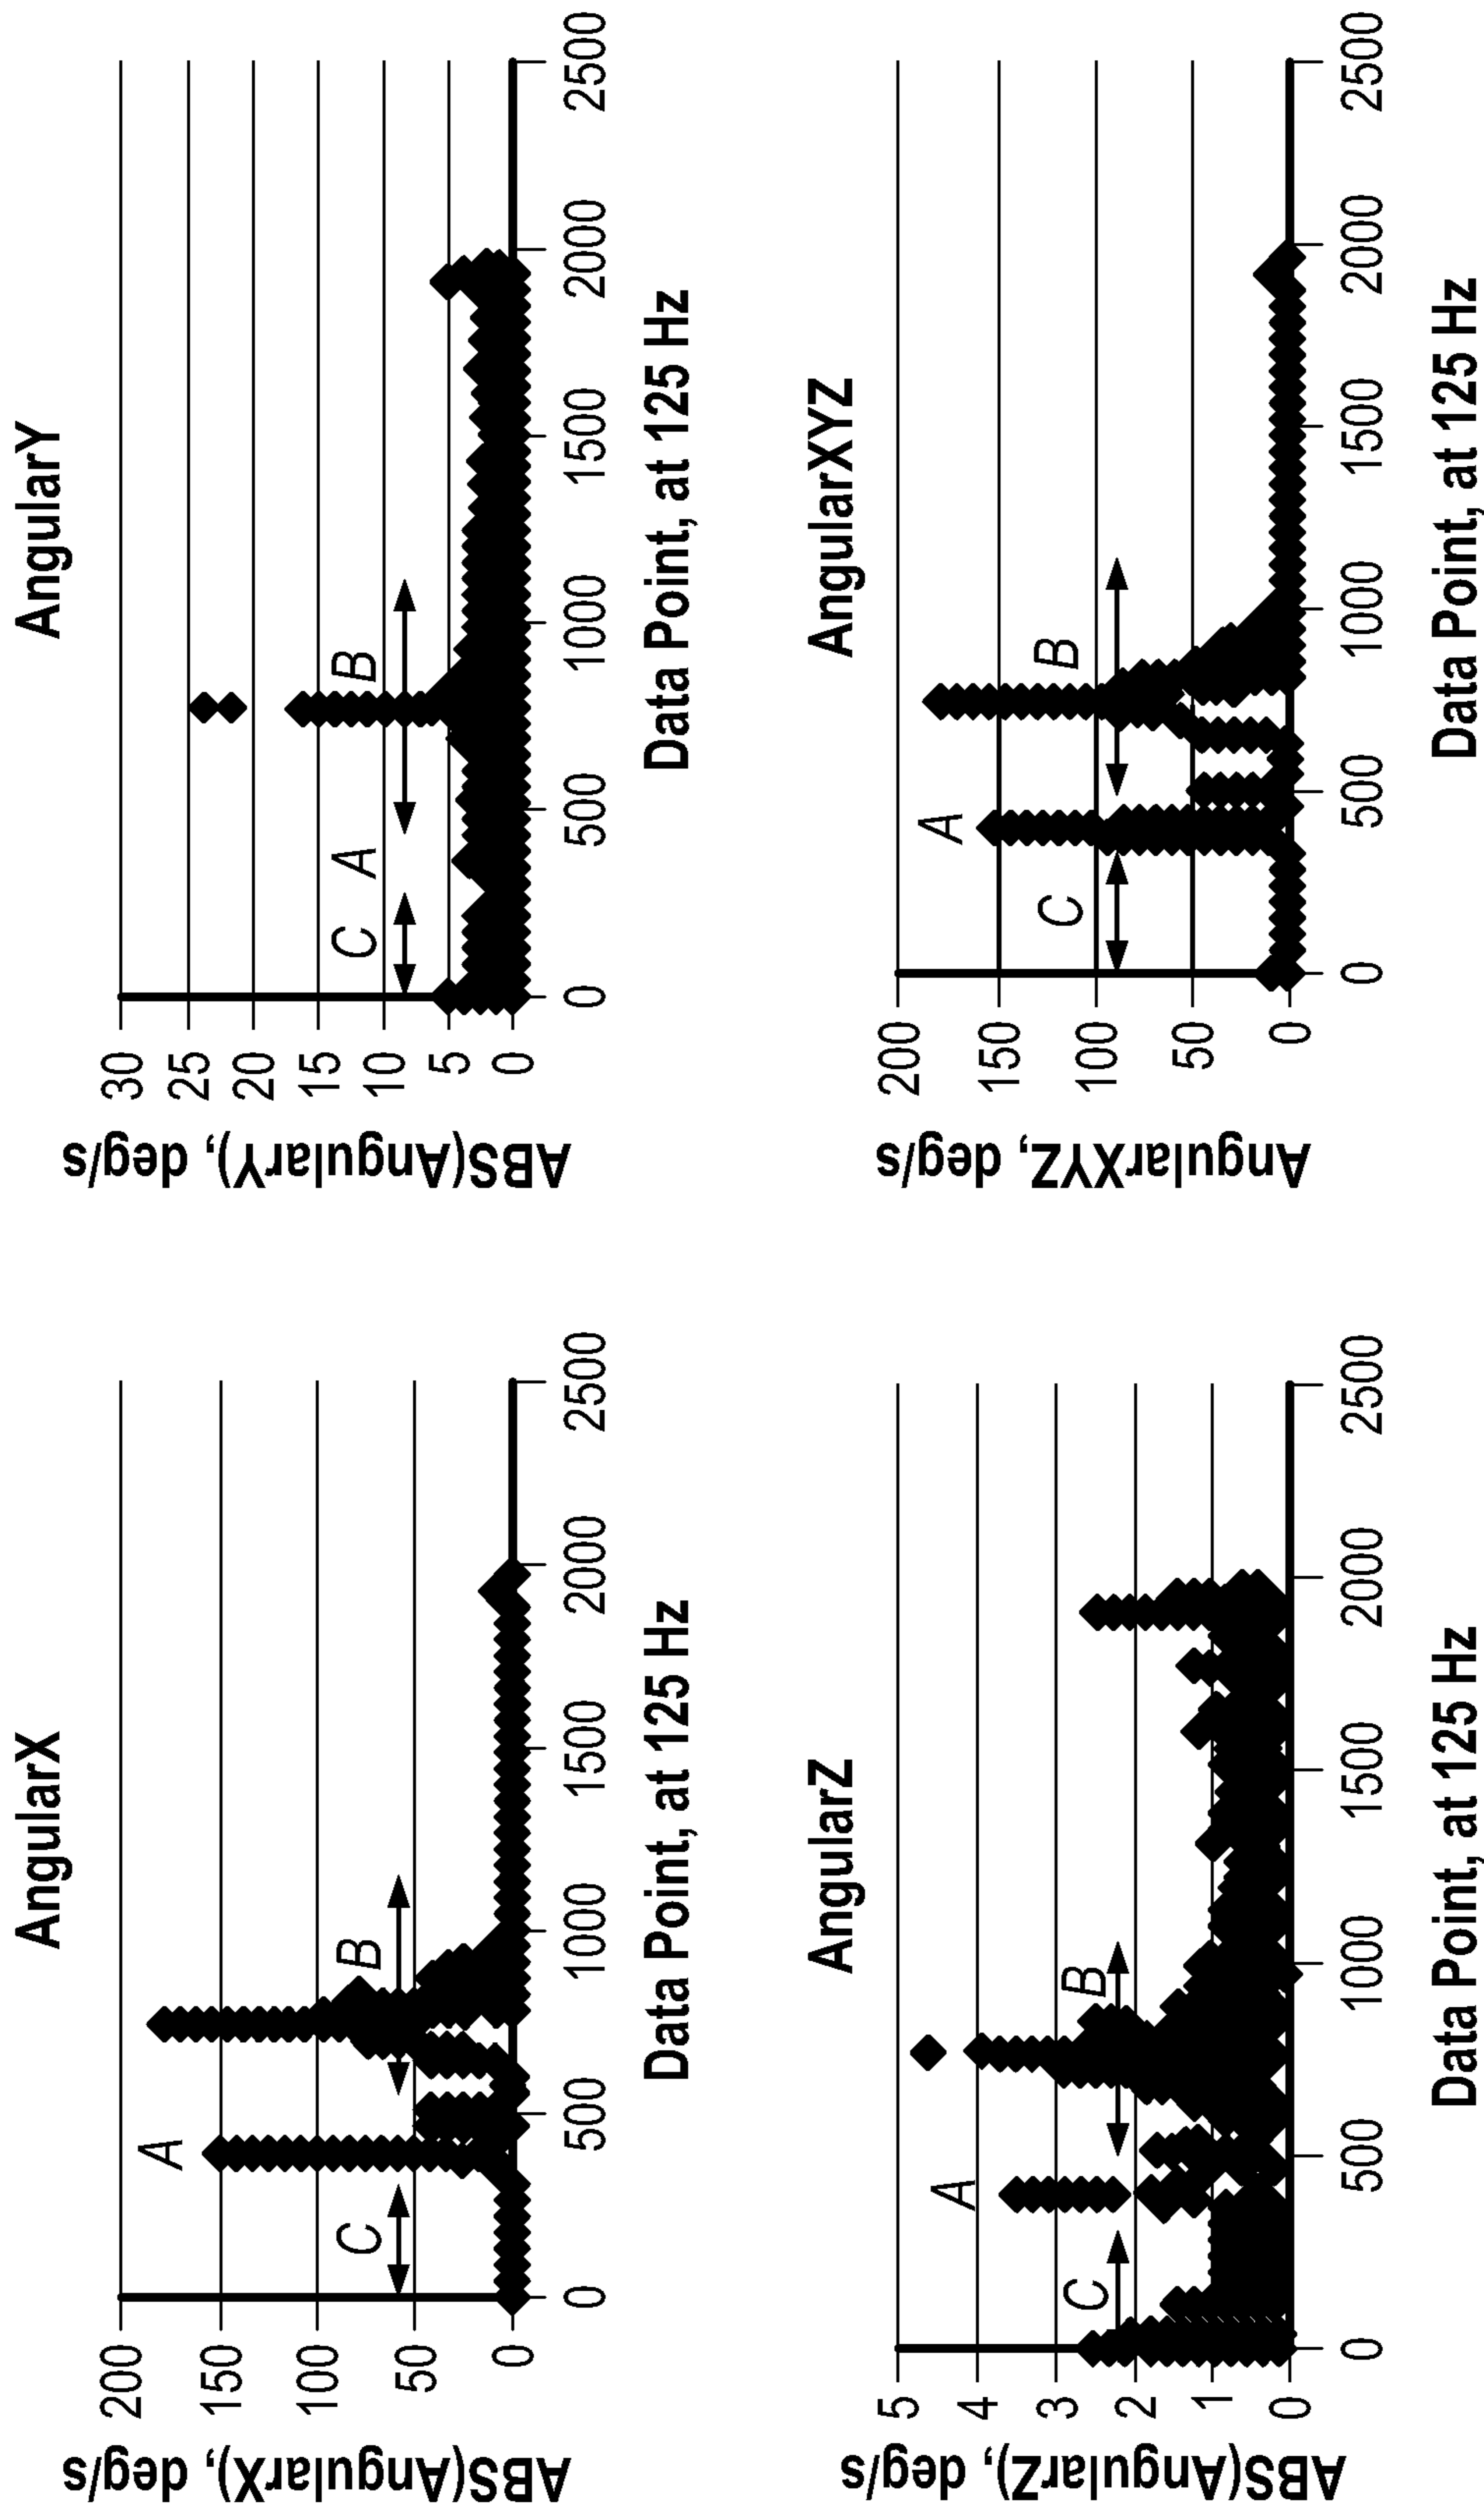 AngularX
ABS(AngularX), deg/s
200
150
100
50
0
C
A
B
0
500
1000
1500
2000
2500
Data Point, at 125 Hz
AngularY
ABS(AngularY), deg/s
30
25
20
15
10
5
0
C
A
B
0
500
1000
1500
2000
2500
Data Point, at 125 Hz
AngularZ
ABS(AngularZ), deg/s
5
4
3
2
1
0
C
A
B
0
500
1000
1500
2000
2500
Data Point, at 125 Hz
AngularXYZ
AngularXYZ, deg/s
200
150
100
50
0
C
A
B
0
500
1000
1500
2000
2500
Data Point, at 125 Hz